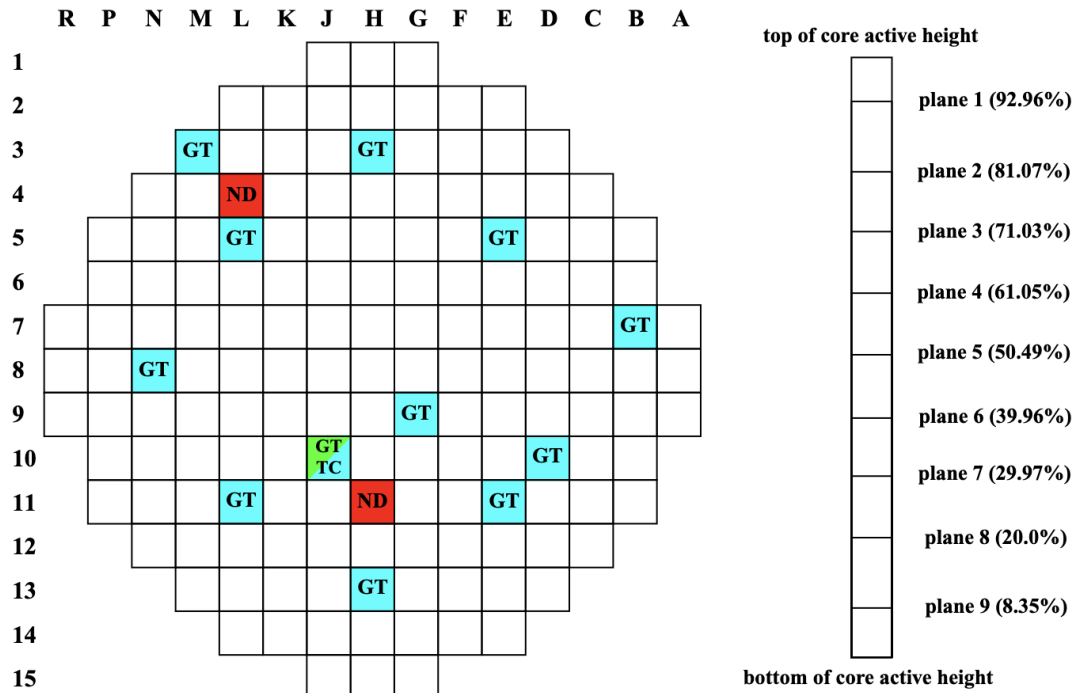 R P N M L K J H G F E D C B A
top of core active height
1
plane 1 (92.96%)
2
3 GT GT
plane 2 (81.07%)
4 ND
5 GT GT
plane 3 (71.03%)
6
plane 4 (61.05%)
7 GT
plane 5 (50.49%)
8 GT
9 GT
plane 6 (39.96%)
10 GT TC GT
plane 7 (29.97%)
11 GT ND GT
plane 8 (20.0%)
12
13 GT
plane 9 (8.35%)
14
15
bottom of core active height